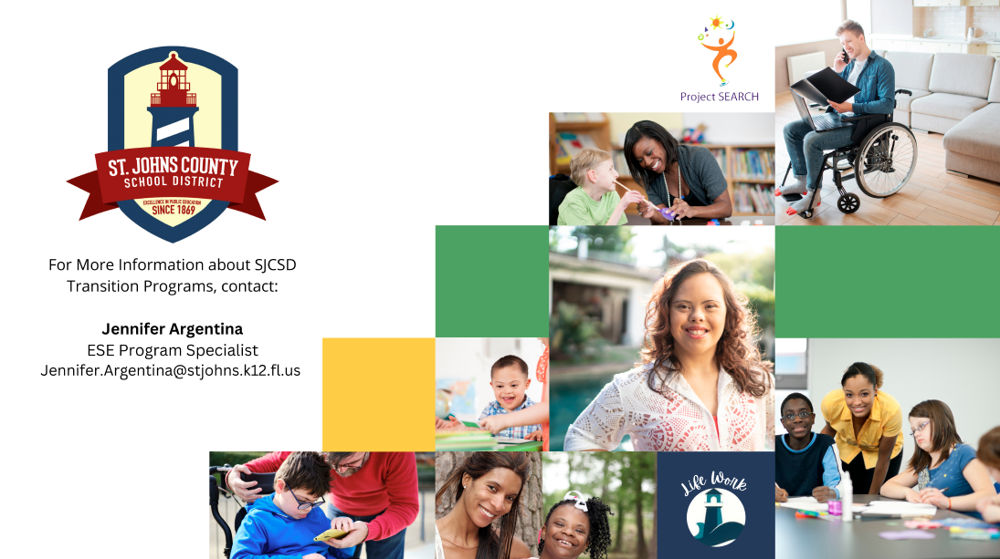 Project SEARCH
ST. JOHNS COUNTY
SCHOOL DISTRICT
EXCELLENCE IN PUBLIC EDUCATION
SINCE 1869
For More Information about SJCSD
Transition Programs, contact:
Jennifer Argentina
ESE Program Specialist
Jennifer.Argentina@stjohns.k12.fl.us
Life Work